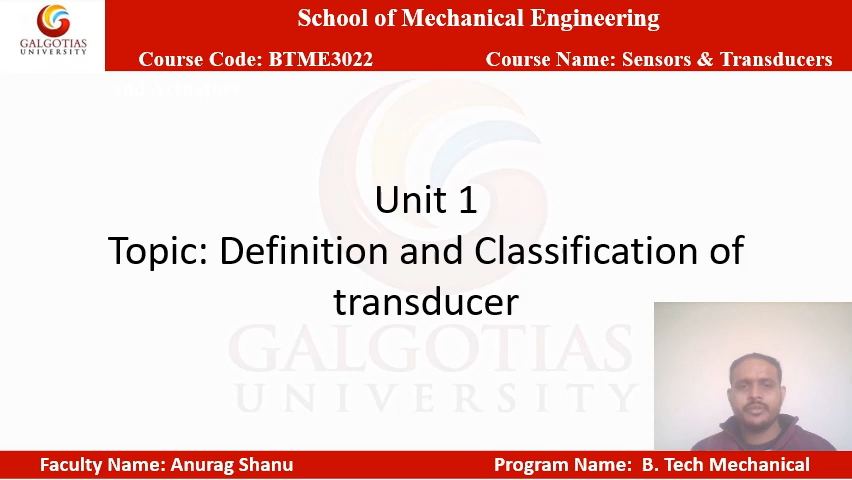 School of Mechanical Engineering
GALGOTIAS
UNIVERSITY
Course Code: BTME3022
Course Name: Sensors & Transducers
Unit 1
Topic: Definition and Classification of
transducer
GALGOTIAS
UNIVERSITY
Faculty Name: Anurag Shanu
Program Name: B. Tech Mechanical